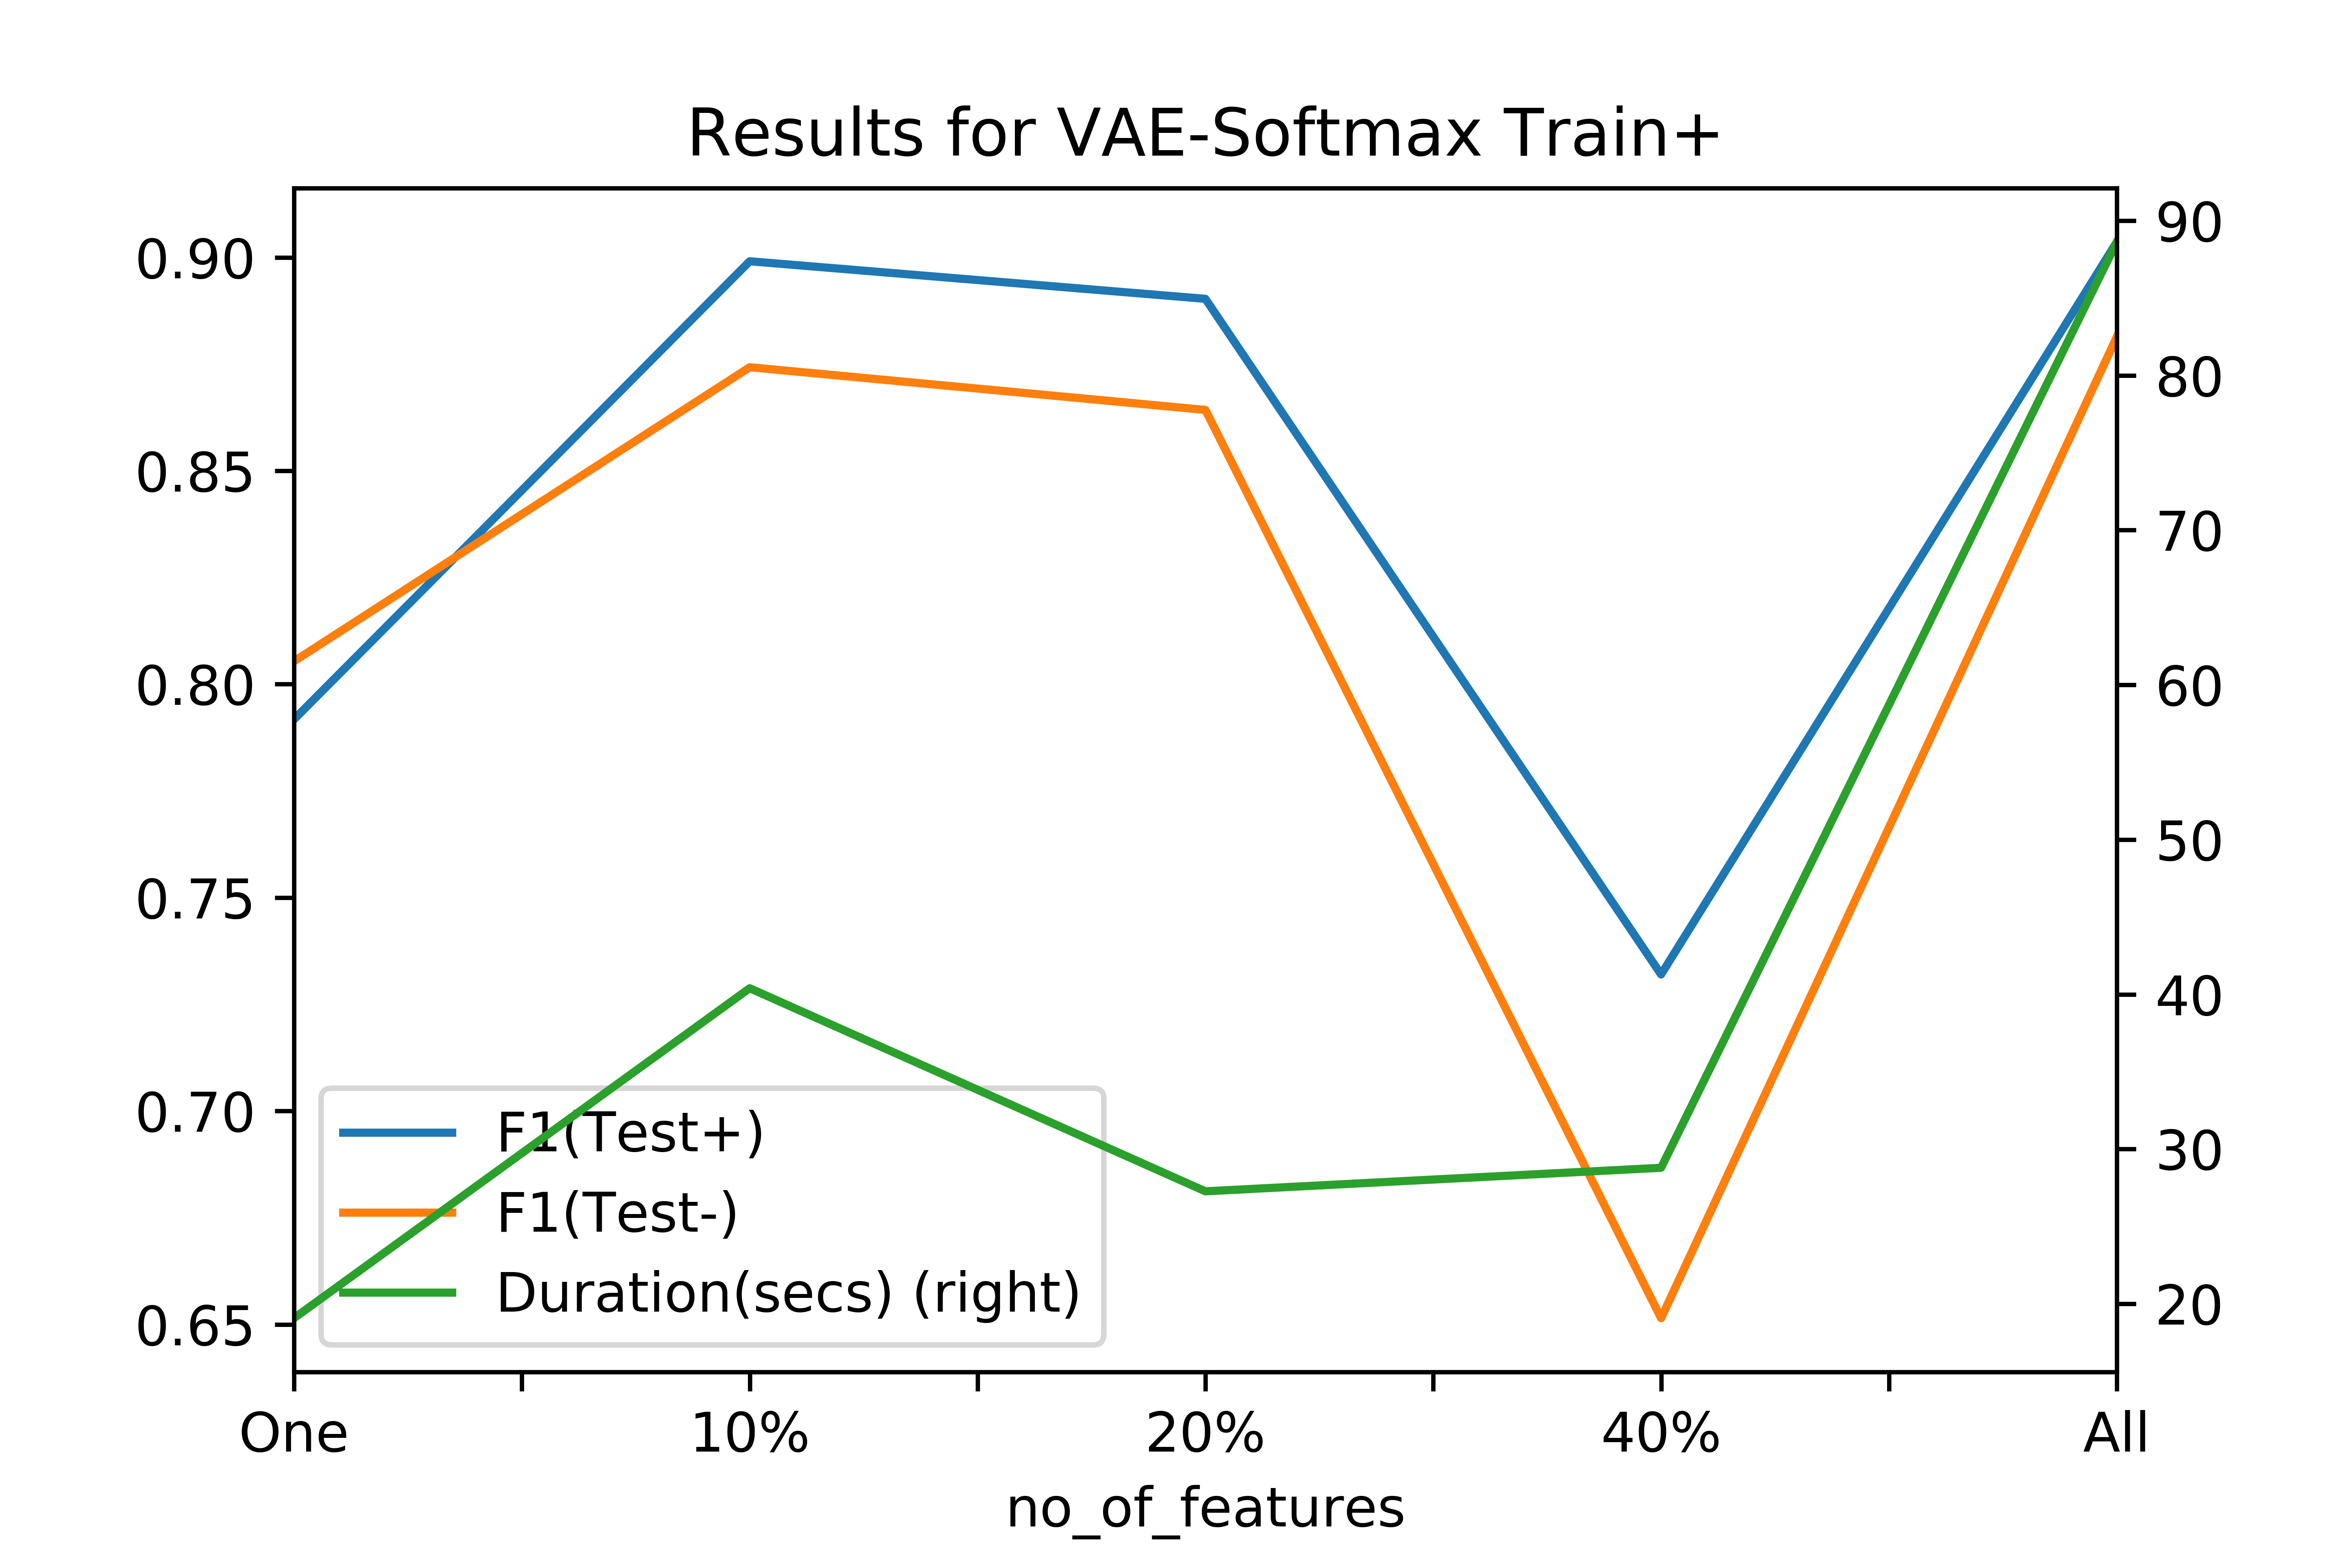 Results for VAE-Softmax Train+
0.90
0.85
0.80
0.75
0.70
0.65
90
80
70
60
50
40
30
20
F1(Test+)
F1(Test-)
Duration(secs) (right)
One 10% 20% 40% All
no_of_features